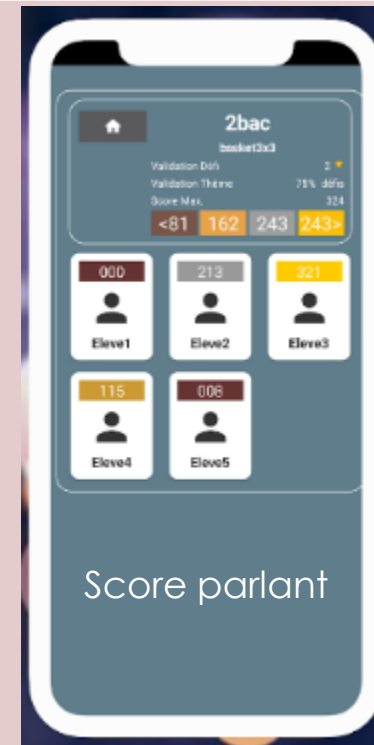 2bac
basket3x3
Validation Défi 2 ★
Validation Thème 75% défis
Score Max. 324
<81 162 243 243>
000 213 321
Eleve1 Eleve2 Eleve3
115 006
Eleve4 Eleve5
Score parlant